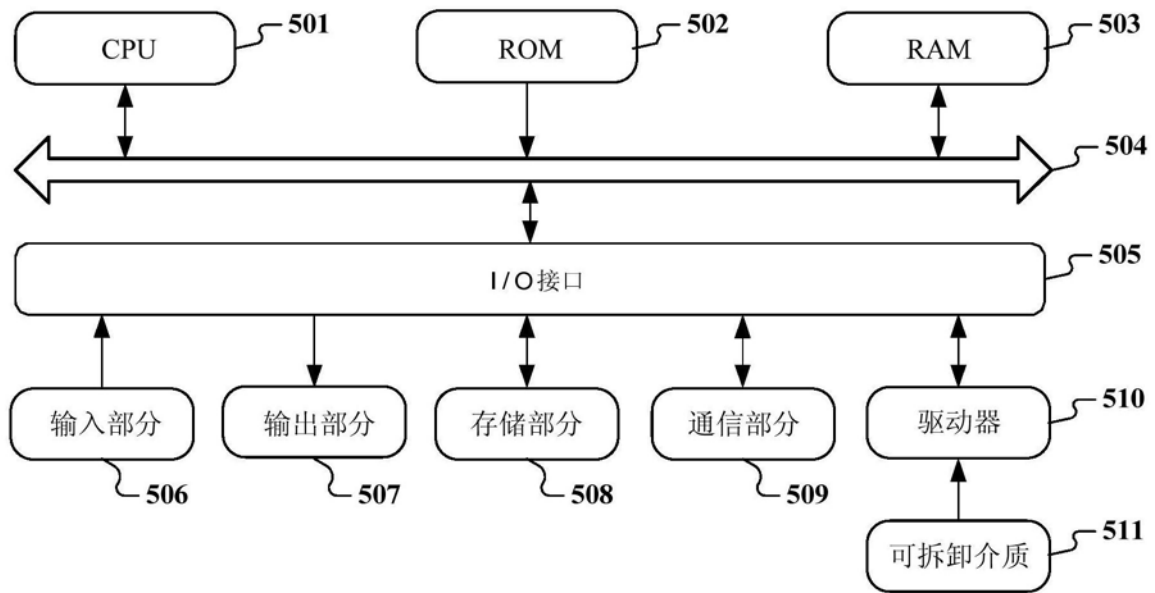 CPU
501
ROM
502
RAM
503
504
I/O接口
505
输入部分
506
输出部分
507
存储部分
508
通信部分
509
驱动器
510
可拆卸介质
511